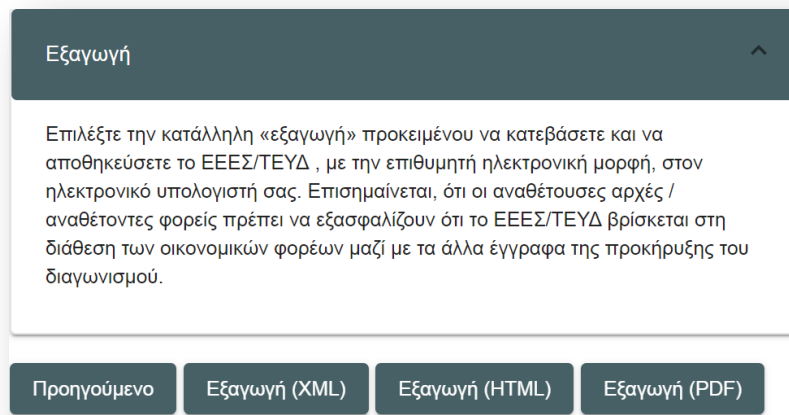 Εξαγωγή
Επιλέξτε την κατάλληλη «εξαγωγή» προκειμένου να κατεβάσετε και να
αποθηκεύσετε το ΕΕΕΣ/ΤΕΥΔ , με την επιθυμητή ηλεκτρονική μορφή, στον
ηλεκτρονικό υπολογιστή σας. Επισημαίνεται, ότι οι αναθέτουσες αρχές /
αναθέτοντες φορείς πρέπει να εξασφαλίζουν ότι το ΕΕΕΣ/ΤΕΥΔ βρίσκεται στη
διάθεση των οικονομικών φορέων μαζί με τα άλλα έγγραφα της προκήρυξης του
διαγωνισμού.
Προηγούμενο Εξαγωγή (XML) Εξαγωγή (HTML) Εξαγωγή (PDF)